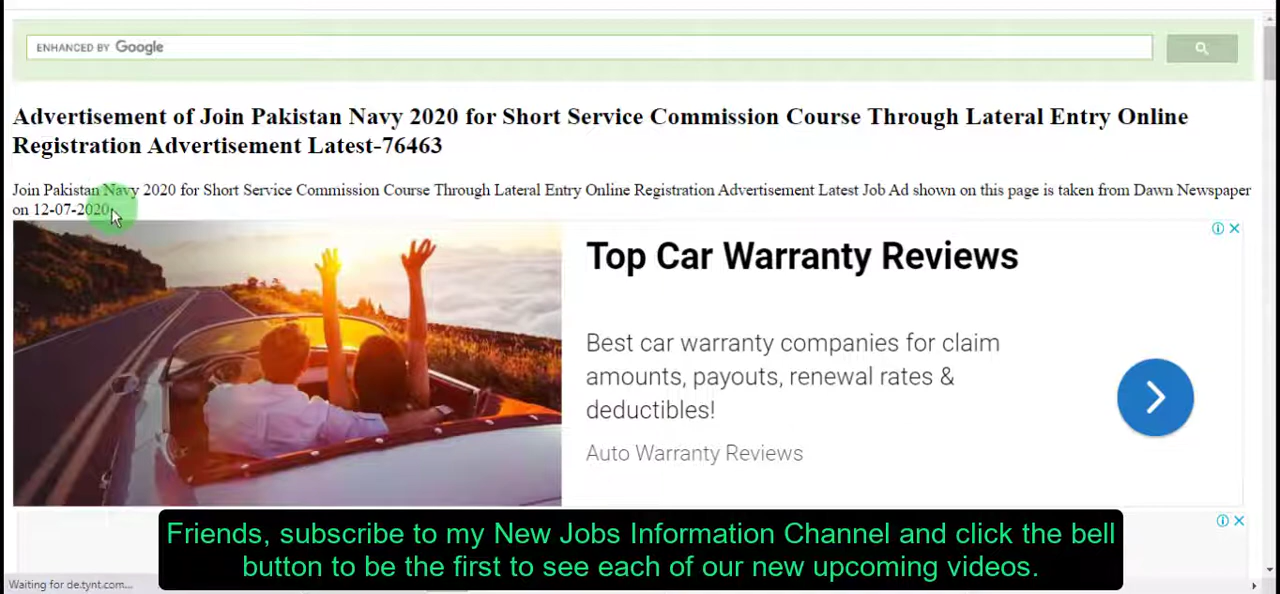 ENHANCED BY Google
Advertisement of Join Pakistan Navy 2020 for Short Service Commission Course Through Lateral Entry Online
Registration Advertisement Latest-76463
Join Pakistan Navy 2020 for Short Service Commission Course Through Lateral Entry Online Registration Advertisement Latest Job Ad shown on this page is taken from Dawn Newspaper
on 12-07-2020
Top Car Warranty Reviews
Best car warranty companies for claim
amounts, payouts, renewal rates &
deductibles!
Auto Warranty Reviews
Friends, subscribe to my New Jobs Information Channel and click the bell
button to be the first to see each of our new upcoming videos.
Waiting for de.tynt.com...